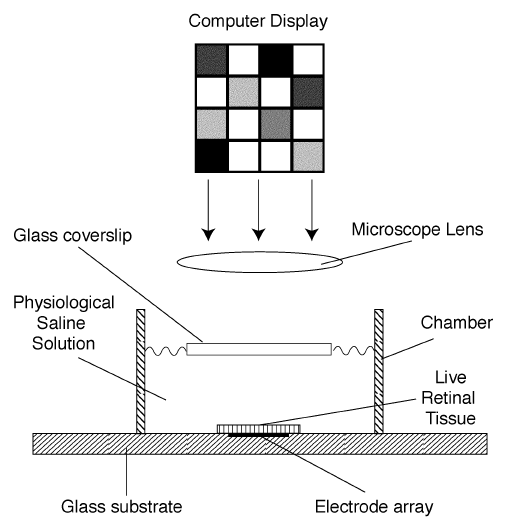 Computer Display
Microscope Lens
Glass coverslip
Physiological
Saline
Solution
Chamber
Live
Retinal
Tissue
Glass substrate
Electrode array